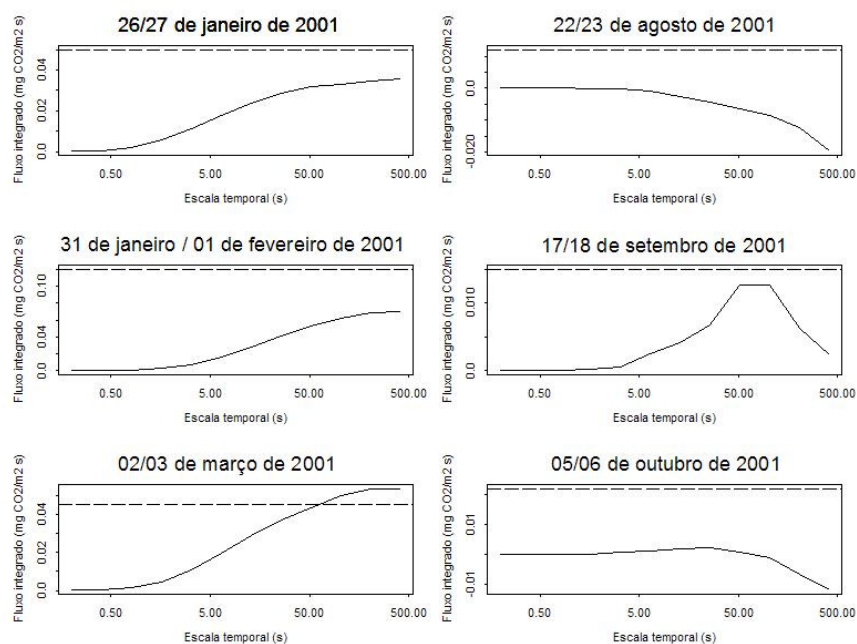 26/27 de janeiro de 2001
Fluxo integrado (mg CO2/m2 s)
0.04
0.02
0.0
0.50 5.00 50.00 500.00
Escala temporal (s)
22/23 de agosto de 2001
Fluxo integrado (mg CO2/m2 s)
0.0
-0.020
0.50 5.00 50.00 500.00
Escala temporal (s)
31 de janeiro / 01 de fevereiro de 2001
Fluxo integrado (mg CO2/m2 s)
0.10
0.04
0.0
0.50 5.00 50.00 500.00
Escala temporal (s)
17/18 de setembro de 2001
Fluxo integrado (mg CO2/m2 s)
0.010
0.0
0.50 5.00 50.00 500.00
Escala temporal (s)
02/03 de março de 2001
Fluxo integrado (mg CO2/m2 s)
0.04
0.02
0.0
0.50 5.00 50.00 500.00
Escala temporal (s)
05/06 de outubro de 2001
Fluxo integrado (mg CO2/m2 s)
0.01
-0.01
0.50 5.00 50.00 500.00
Escala temporal (s)